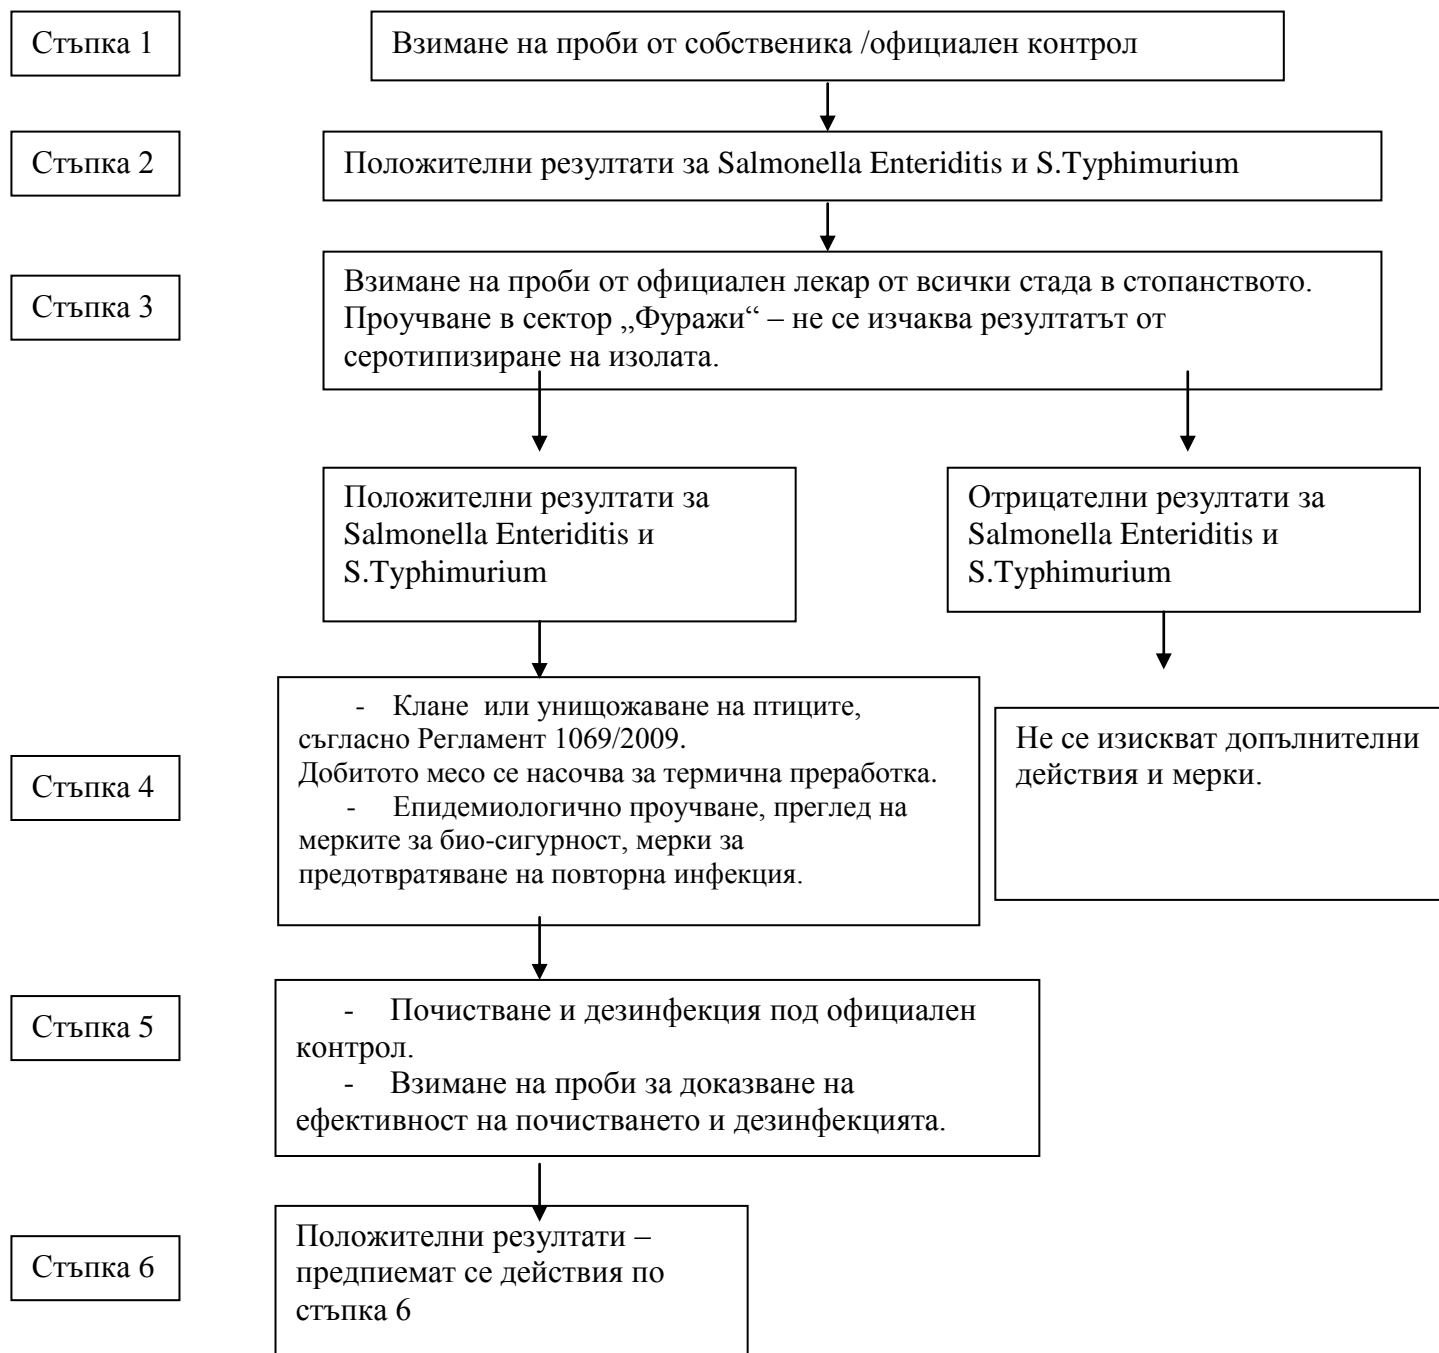 Стъпка 1
Взимане на проби от собственика /официален контрол
Стъпка 2
Положителни резултати за Salmonella Enteriditis и S.Typhimurium
Стъпка 3
Взимане на проби от официален лекар от всички стада в стопанството.
Проучване в сектор „Фуражи“ – не се изчаква резултатът от
серотипизиране на изолата.
Положителни резултати за
Salmonella Enteriditis и
S.Typhimurium
Отрицателни резултати за
Salmonella Enteriditis и
S.Typhimurium
Стъпка 4
- Клане или унищожаване на птиците,
съгласно Регламент 1069/2009.
Добитото месо се насочва за термична преработка.
- Епидемиологично проучване, преглед на
мерките за био-сигурност, мерки за
предотвратяване на повторна инфекция.
Не се изискват допълнителни
действия и мерки.
Стъпка 5
- Почистване и дезинфекция под официален
контрол.
- Взимане на проби за доказване на
ефективност на почистването и дезинфекцията.
Стъпка 6
Положителни резултати –
предпиемат се действия по
стъпка 6